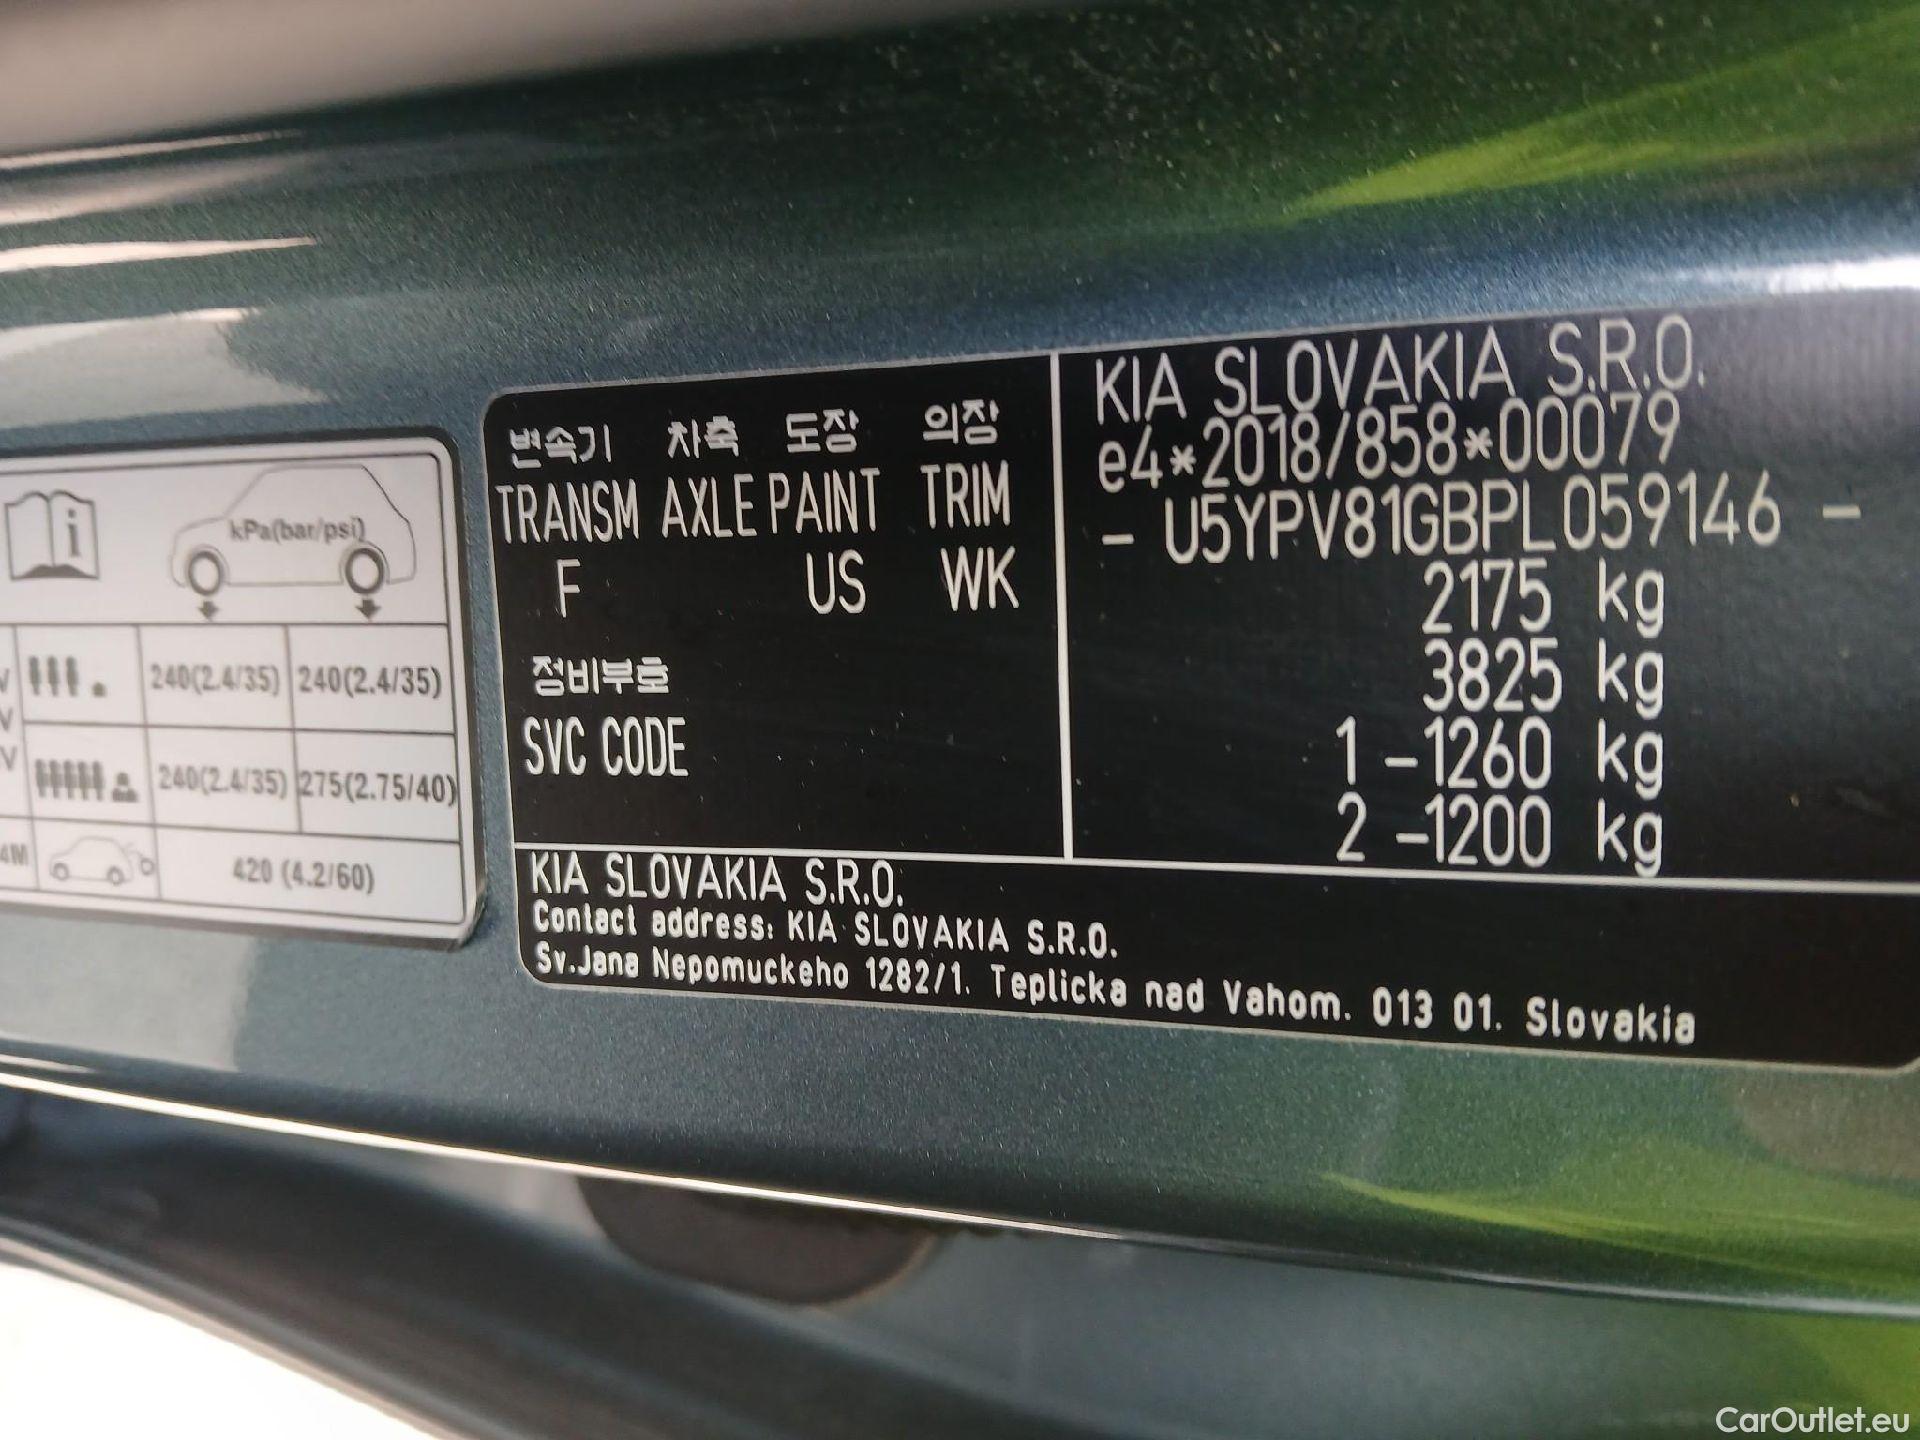 kPa(bar/psi)
240(2.4/35) 240(2.4/35)
240(2.4/35) 275(2.75/40)
420 (4.2/60)
변속기 차축 도장 의장
TRANSM AXLE PAINT TRIM
F US WK
정비부호
SVC CODE
KIA SLOVAKIA S.R.O.
e4*2018/858*00079
- U5YPV81GBPL059146 -
2175 kg
3825 kg
1 -1260 kg
2 -1200 kg
KIA SLOVAKIA S.R.O.
Contact address: KIA SLOVAKIA S.R.O.
Sv.Jana Nepomuckeho 1282/1. Teplicka nad Vahom. 013 01. Slovakia
CarOutlet.eu